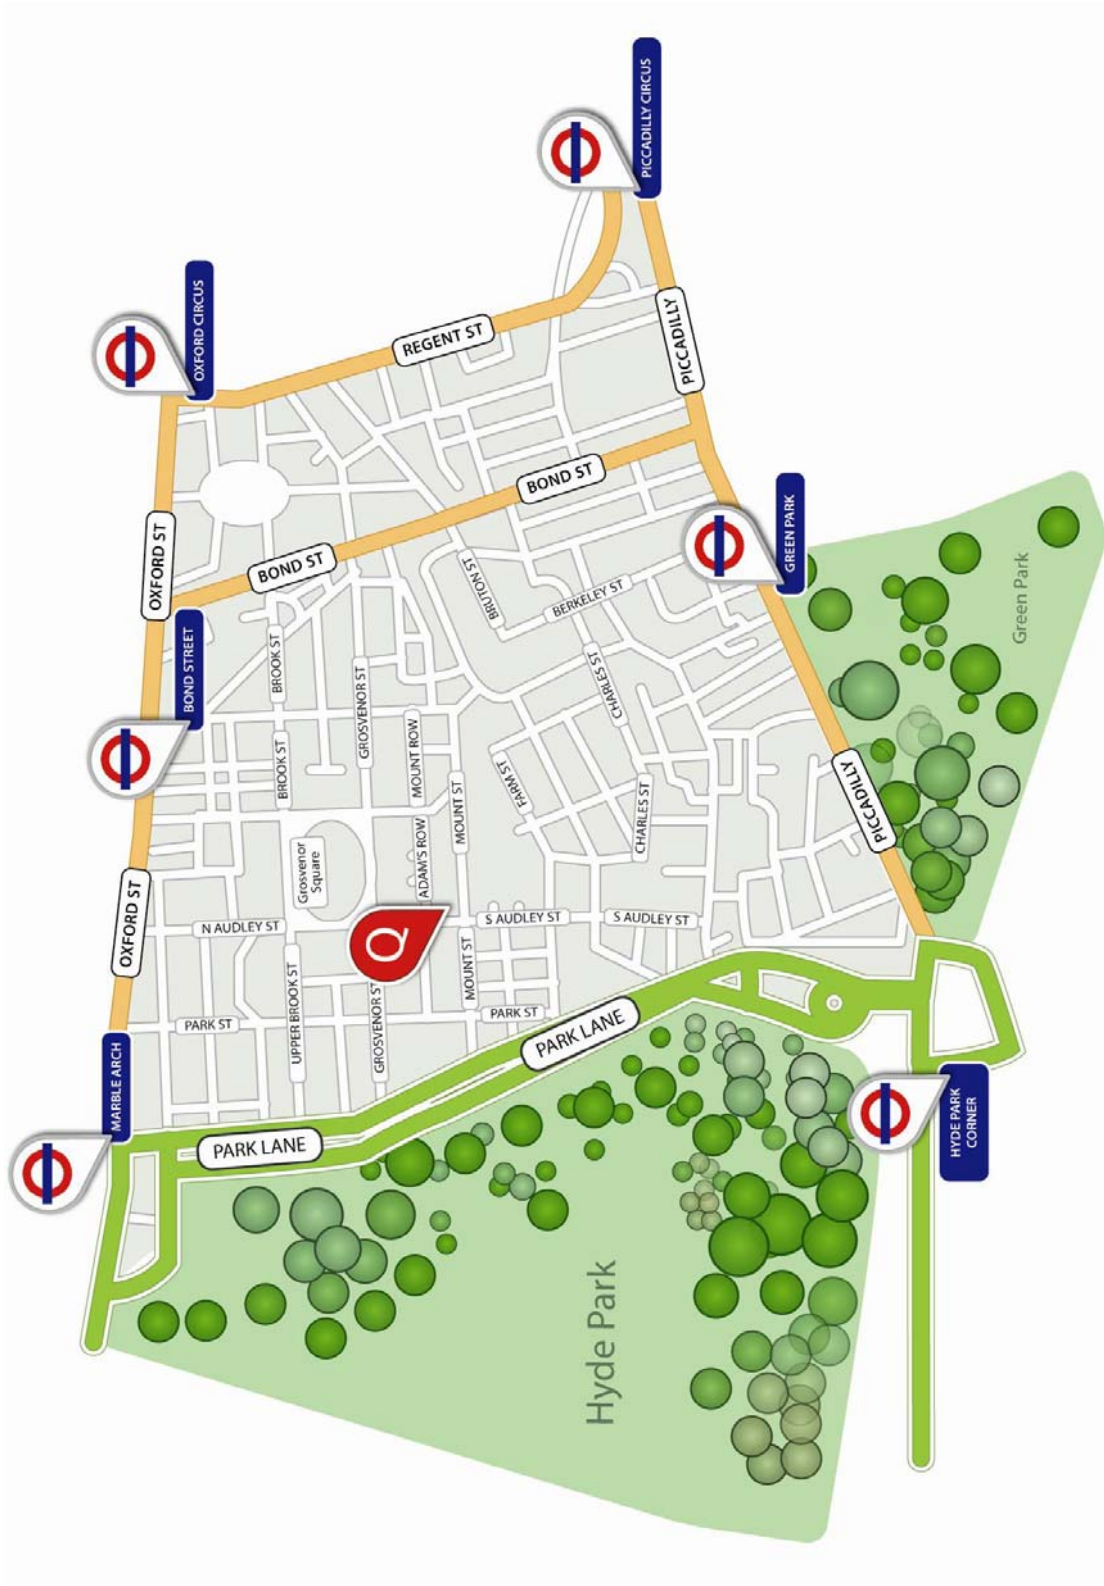 MARBLE ARCH
OXFORD ST
BOND STREET
OXFORD ST
OXFORD CIRCUS
PARK LANE
PARK ST
N AUDLEY ST
UPPER BROOK ST
Grosvenor
Square
BROOK ST
BROOK ST
BOND ST
REGENT ST
GROSVENOR ST
Q
GROSVENOR ST
ADAM'S ROW
MOUNT ROW
MOUNT ST
MOUNT ST
BRUTON ST
BOND ST
PICCADILLY CIRCUS
PARK ST
S AUDLEY ST
FARM ST
BERKELEY ST
PARK LANE
S AUDLEY ST
CHARLES ST
CHARLES ST
PICCADILLY
GREEN PARK
Hyde Park
PICCADILLY
Green Park
HYDE PARK
CORNER